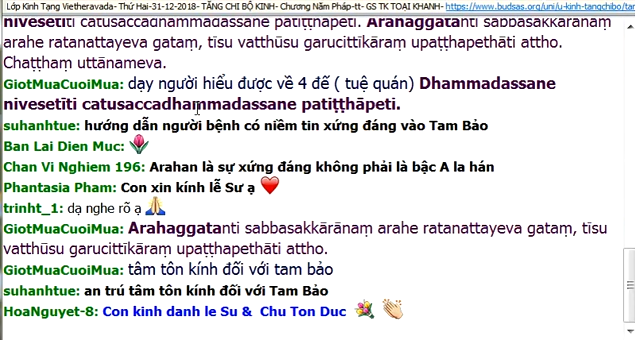 Lớp Kinh Tạng Vietheravada- Thứ Hai-31-12-2018- TĂNG CHI BỘ KINH- Chương Năm Pháp-tt- GS TK TOẠI KHANH- https://www.budsas.org/uni/u-kinh-tangchibo/tan
nivesetīti catusaccadhammadassane patiṭṭhāpeti. Arahaggatanti sabbasakkārānaṃ
arahe ratanattayeva gataṃ, tīsu vatthūsu garucittīkāraṃ upaṭṭhapethāti attho.
Chaṭṭhaṃ uttānameva.
GiotMuaCuoiMua: dạy người hiểu được về 4 đế ( tuệ quán) Dhammadassane
nivesetīti catusaccadhammadassane patiṭṭhāpeti.
suhanhtue: hướng dẫn người bệnh có niềm tin xứng đáng vào Tam Bảo
Ban Lai Dien Muc:
Chan Vi Nghiem 196: Arahan là sự xứng đáng không phải là bậc A la hán
Phantasia Pham: Con xin kính lễ Sư ạ
trinht_1: dạ nghe rõ ạ
GiotMuaCuoiMua: Arahaggatanti sabbasakkārānaṃ arahe ratanattayeva gataṃ, tīsu
vatthūsu garucittīkāraṃ upaṭṭhapethāti attho.
GiotMuaCuoiMua: tâm tôn kính đối với tam bảo
suhanhtue: an trú tâm tôn kính đối với Tam Bảo
HoaNguyet-8: Con kinh danh le Su & Chu Ton Duc